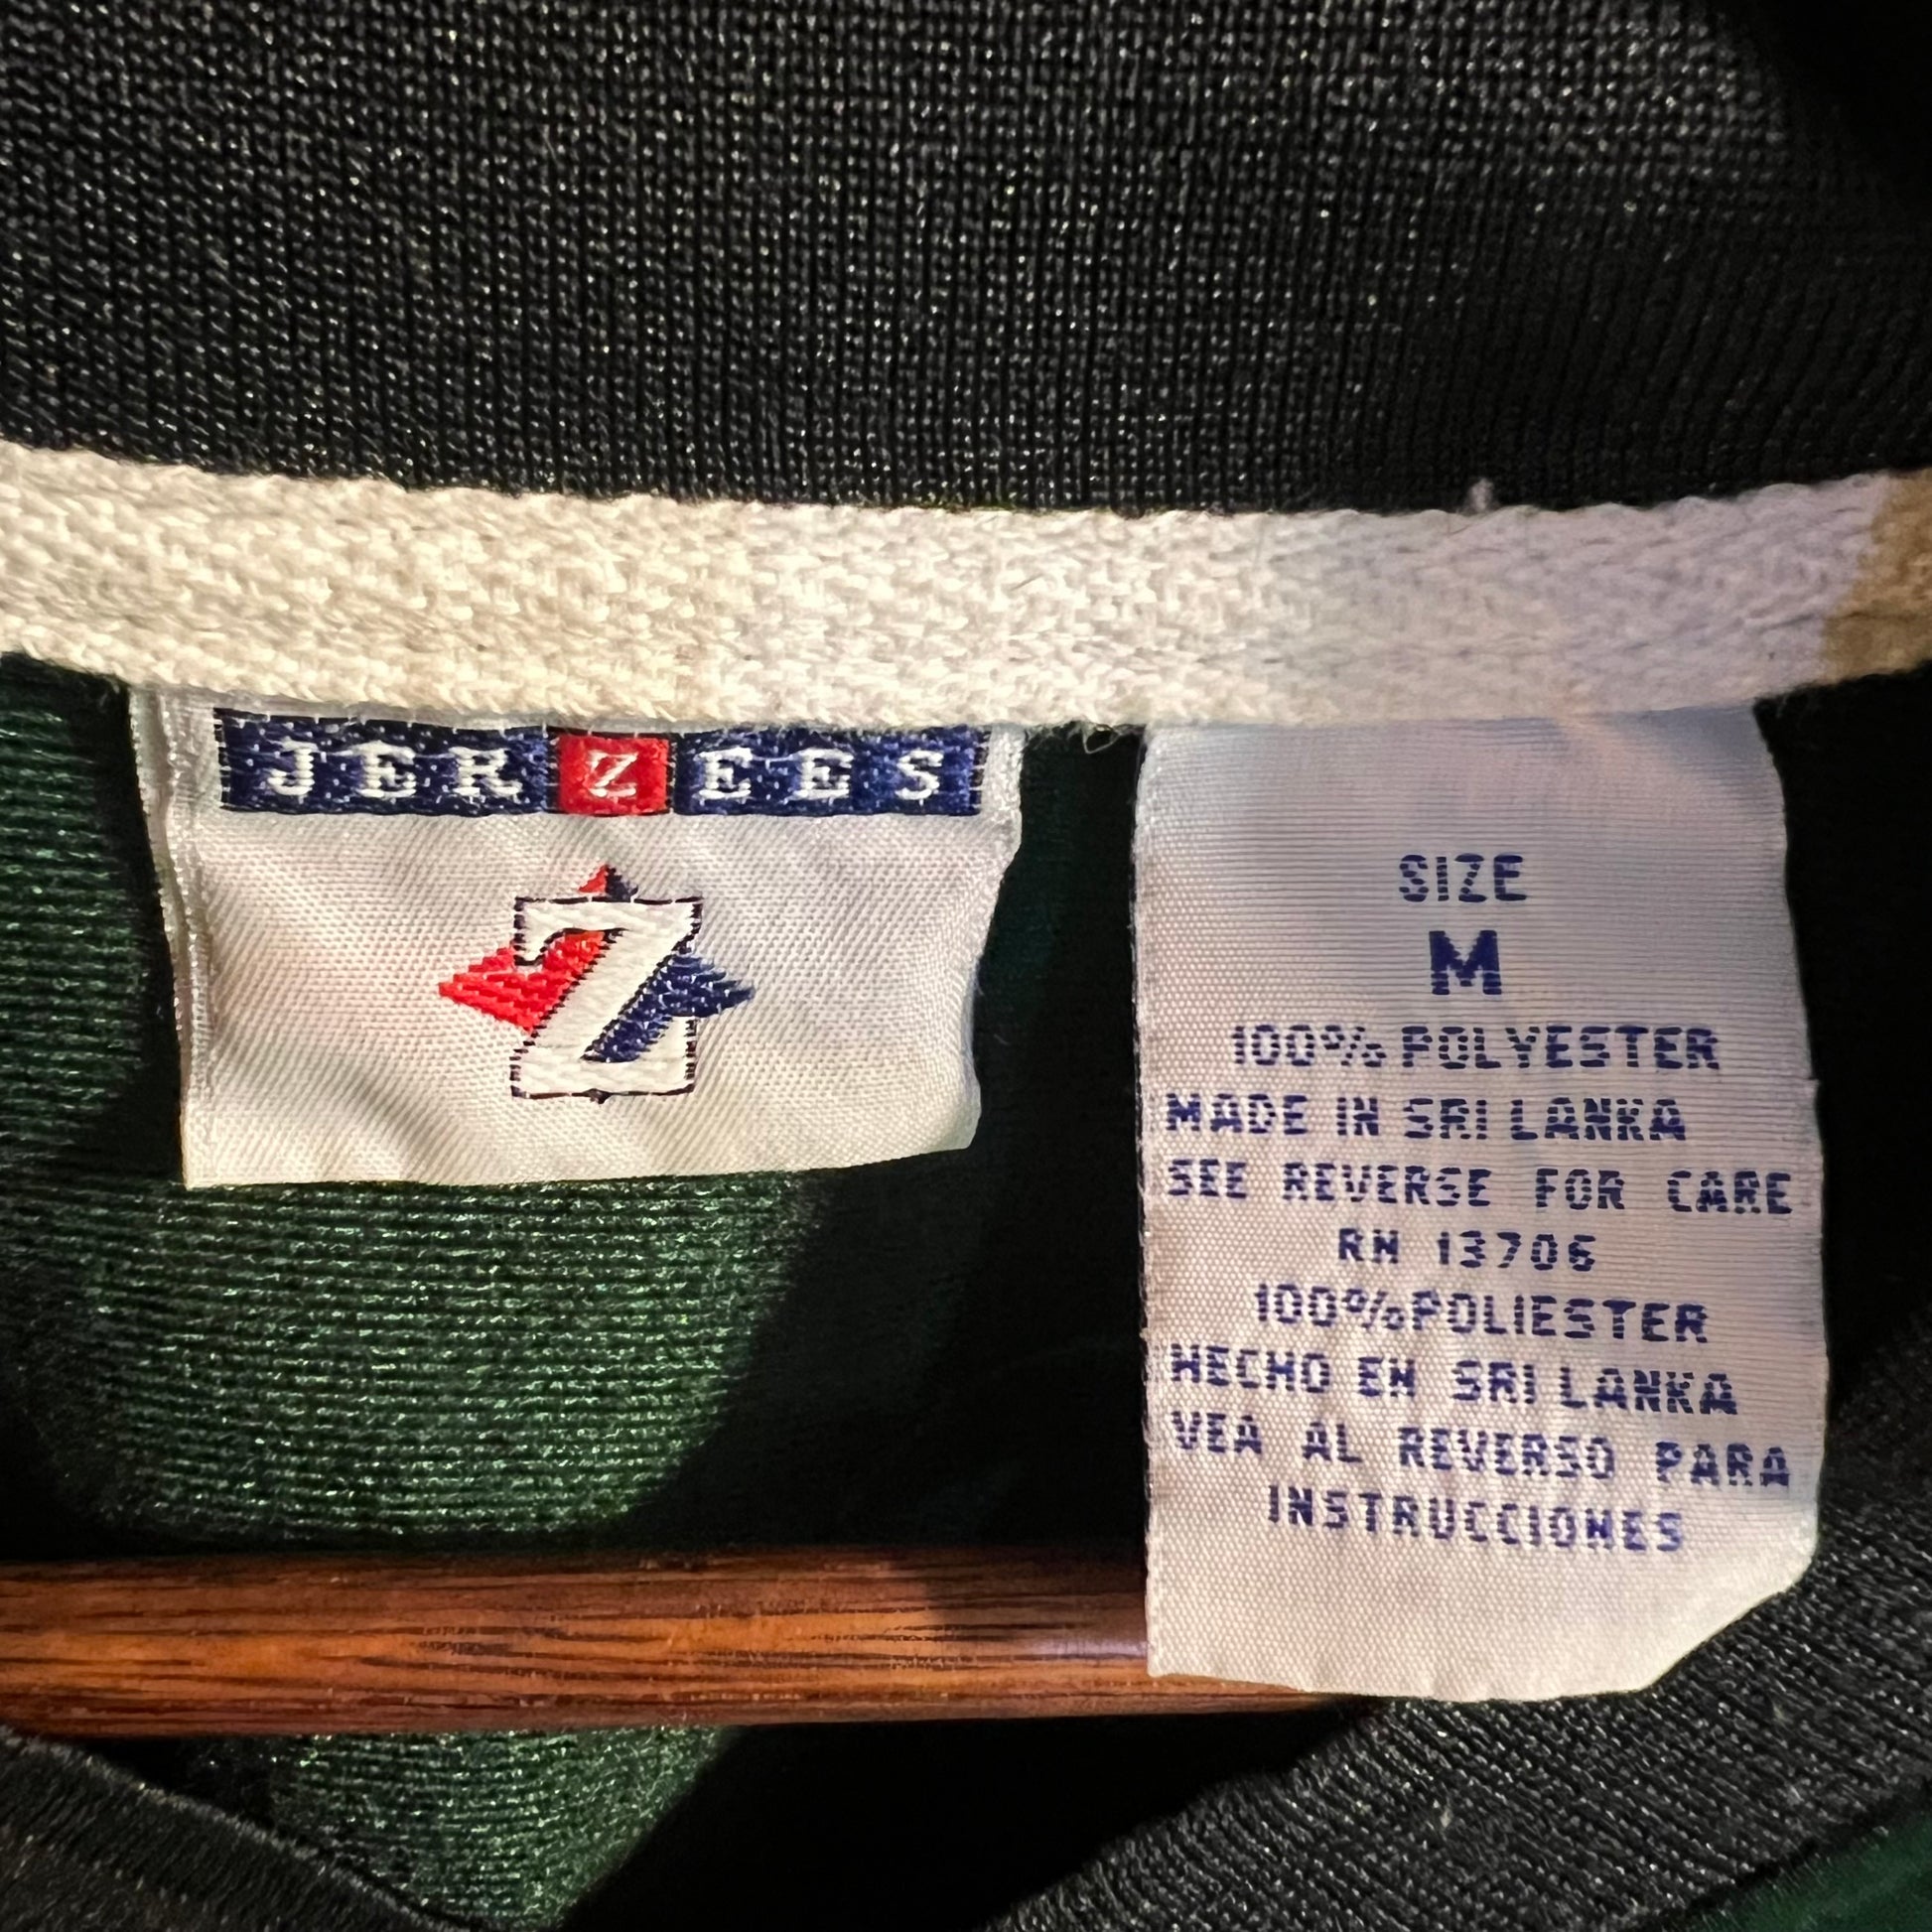 JERZEES
Z
SIZE
M
100% POLYESTER
MADE IN SRI LANKA
SEE REVERSE FOR CARE
RN 13706
100% POLIESTER
HECHO EN SRI LANKA
VEA AL REVERSO PARA
INSTRUCCIONES